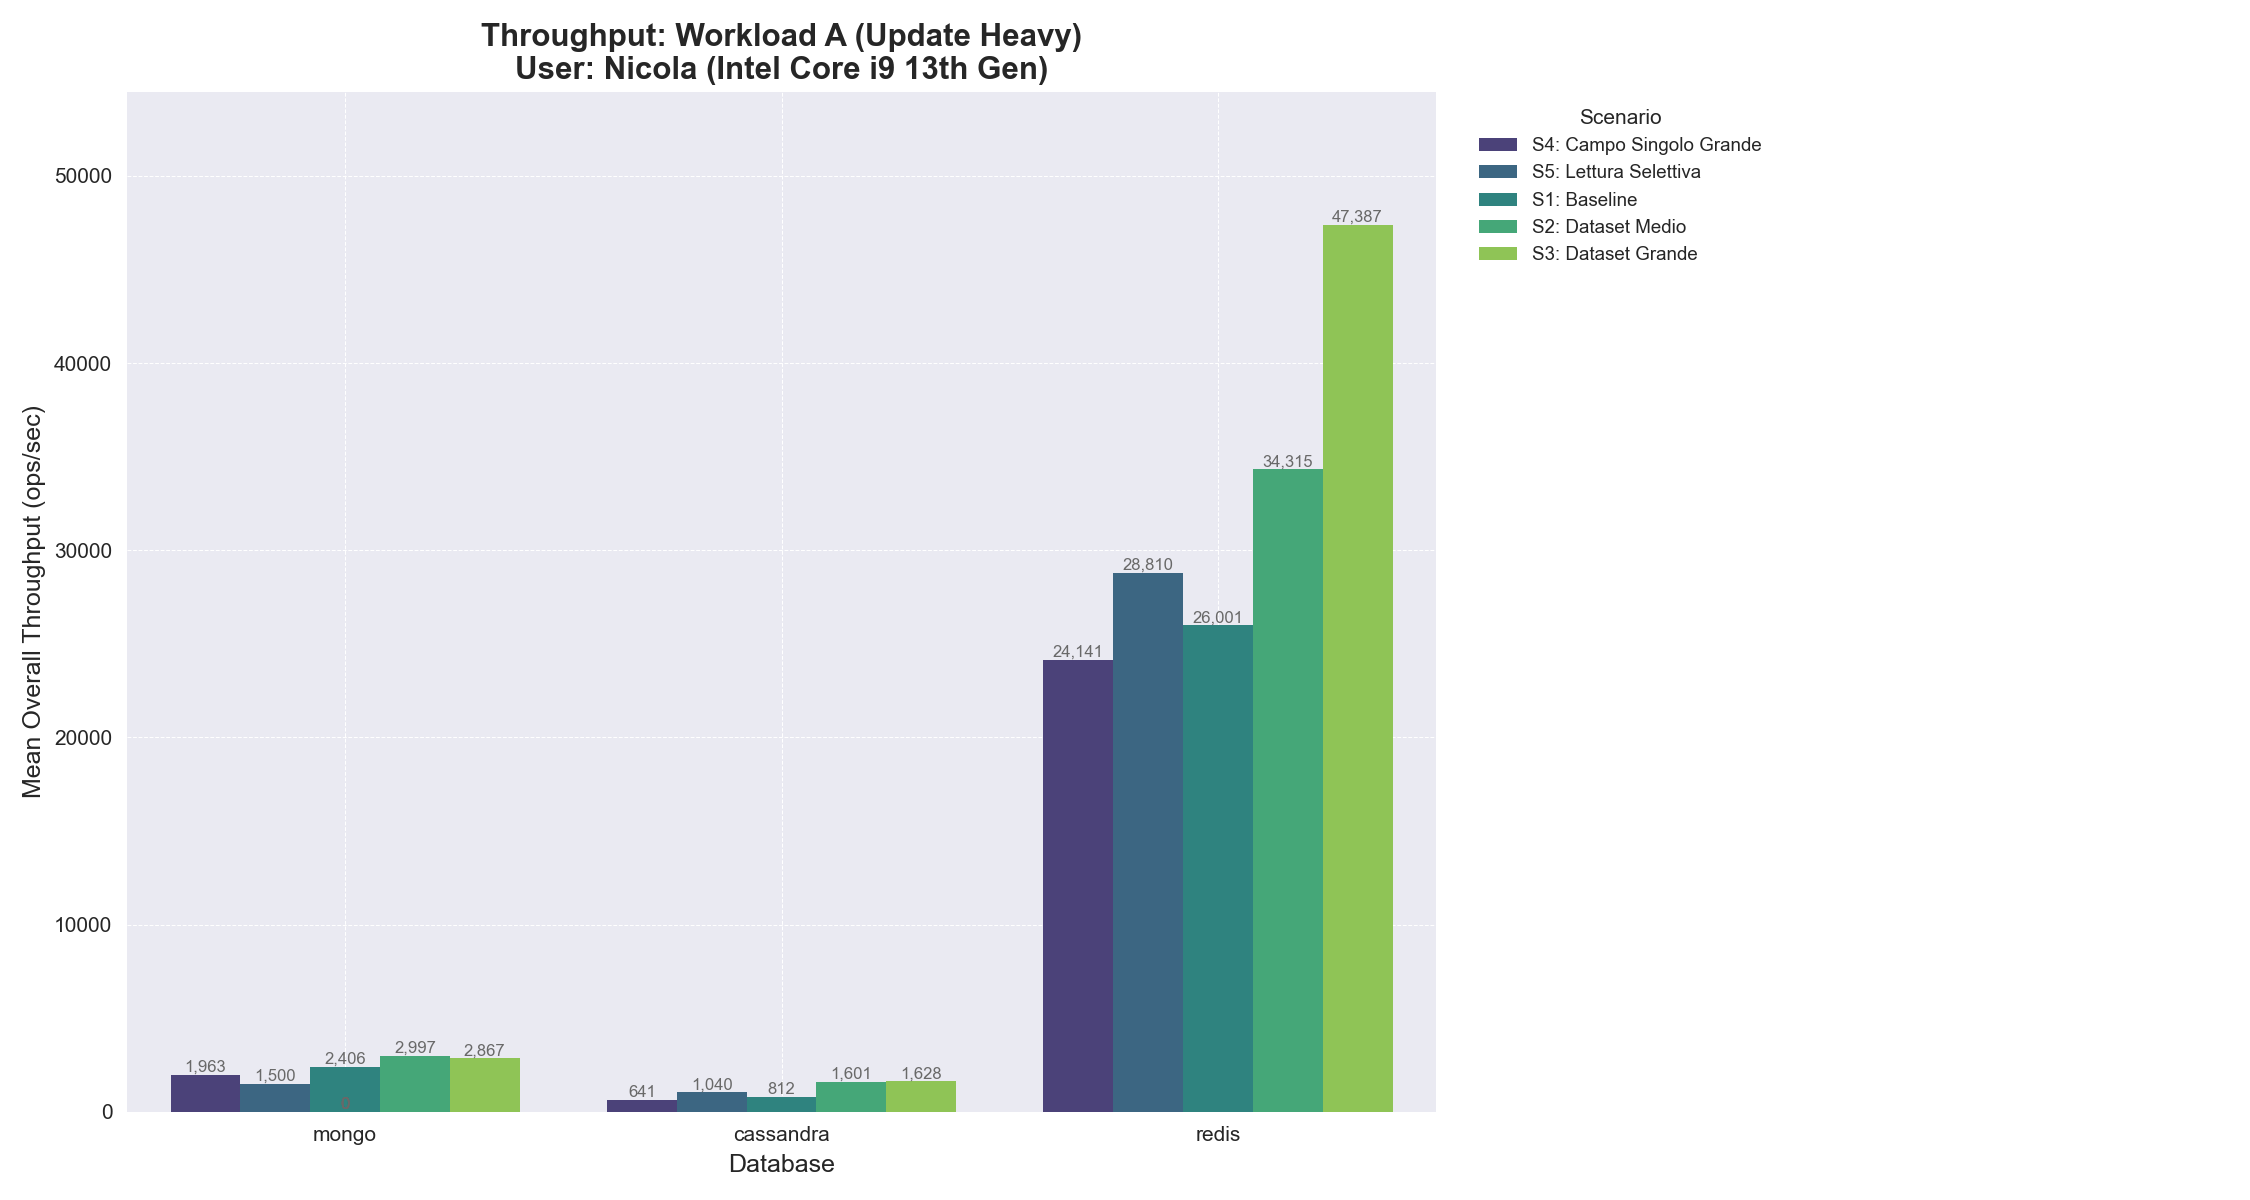 Throughput: Workload A (Update Heavy)
User: Nicola (Intel Core i9 13th Gen)
Mean Overall Throughput (ops/sec)
50000
40000
30000
20000
10000
0
1,963
1,500
2,406
2,997
2,867
0
641
1,040
812
1,601
1,628
24,141
28,810
26,001
34,315
47,387
mongo
cassandra
redis
Database
Scenario
S4: Campo Singolo Grande
S5: Lettura Selettiva
S1: Baseline
S2: Dataset Medio
S3: Dataset Grande